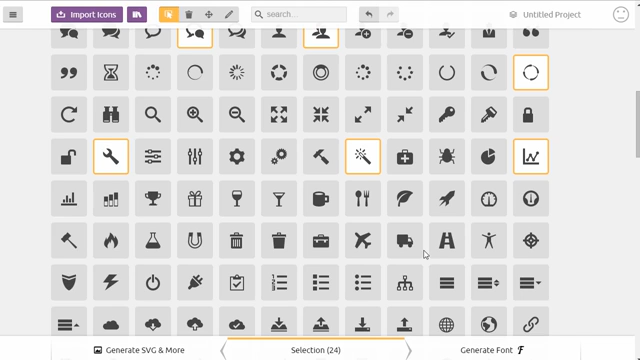 Import Icons
search...
Untitled Project
Generate SVG & More
Selection (24)
Generate Font